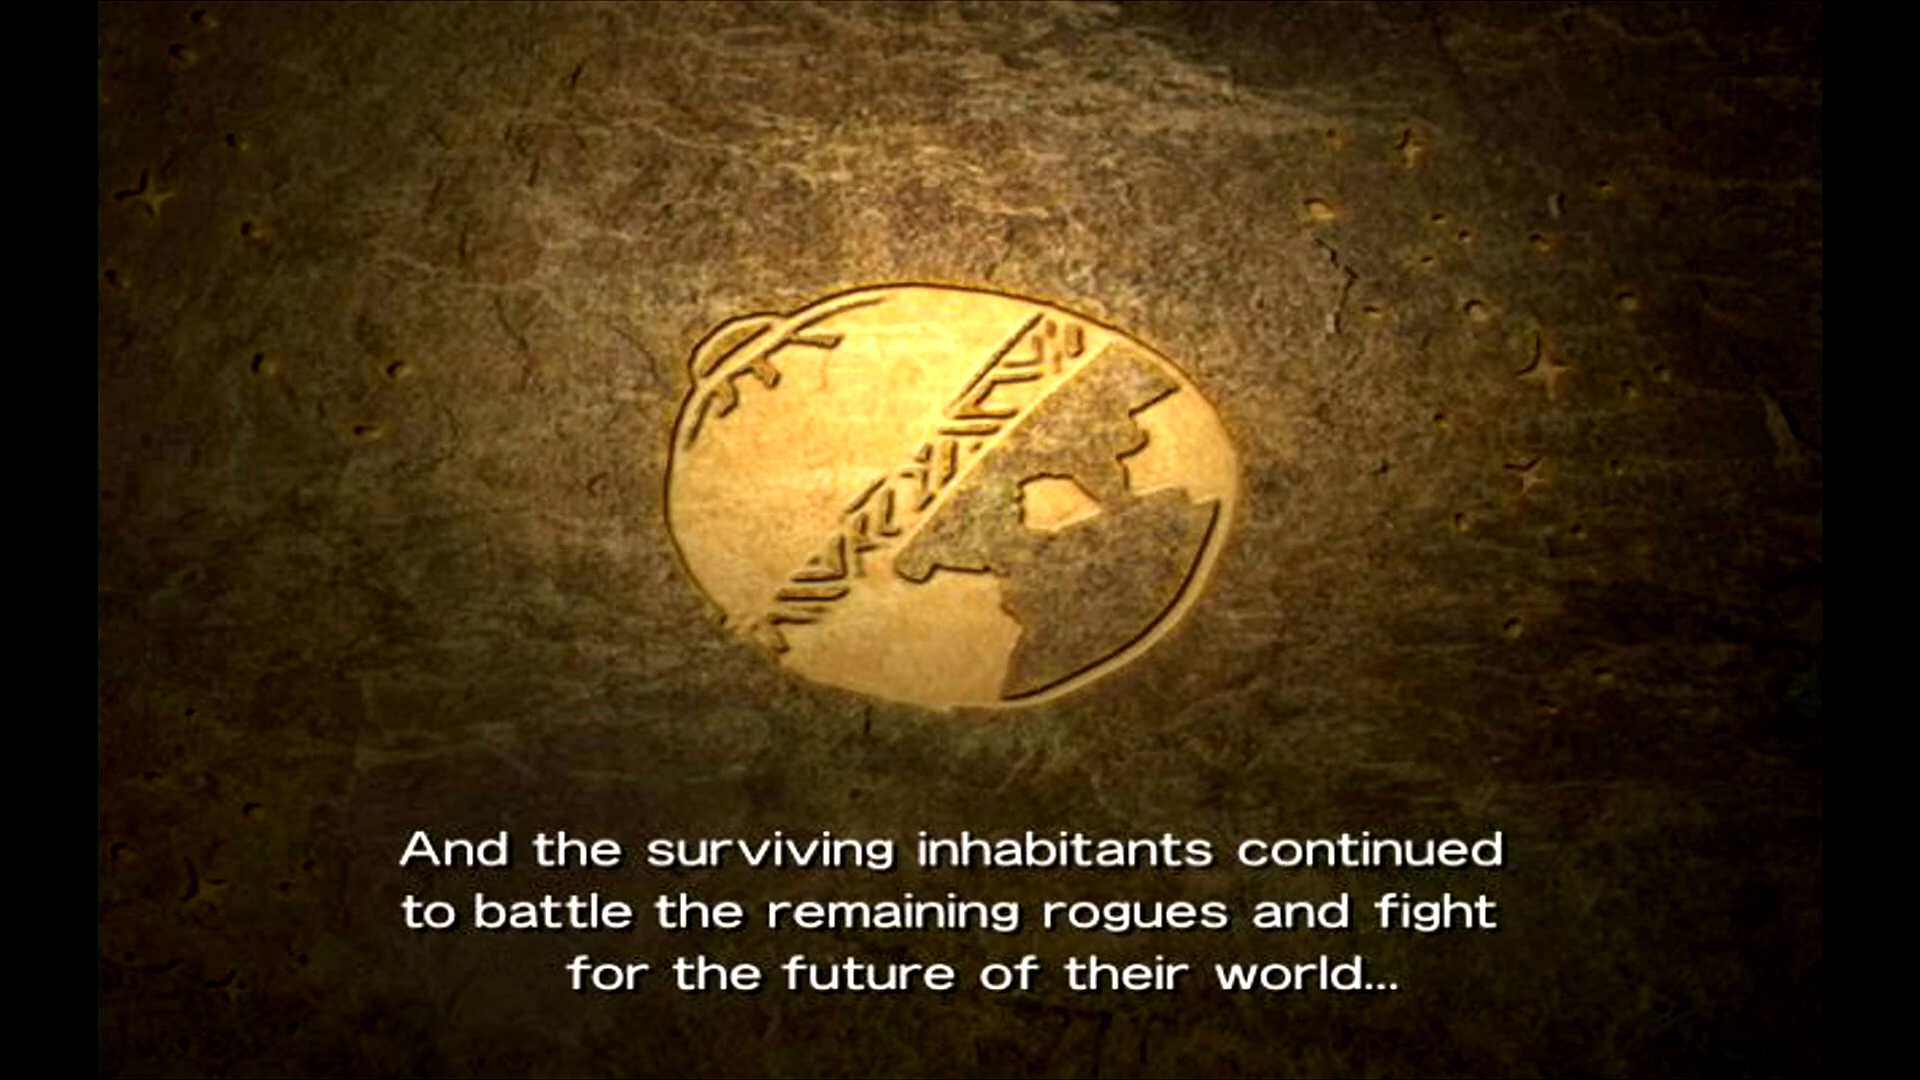 And the surviving inhabitants continued
to battle the remaining rogues and fight
for the future of their world...